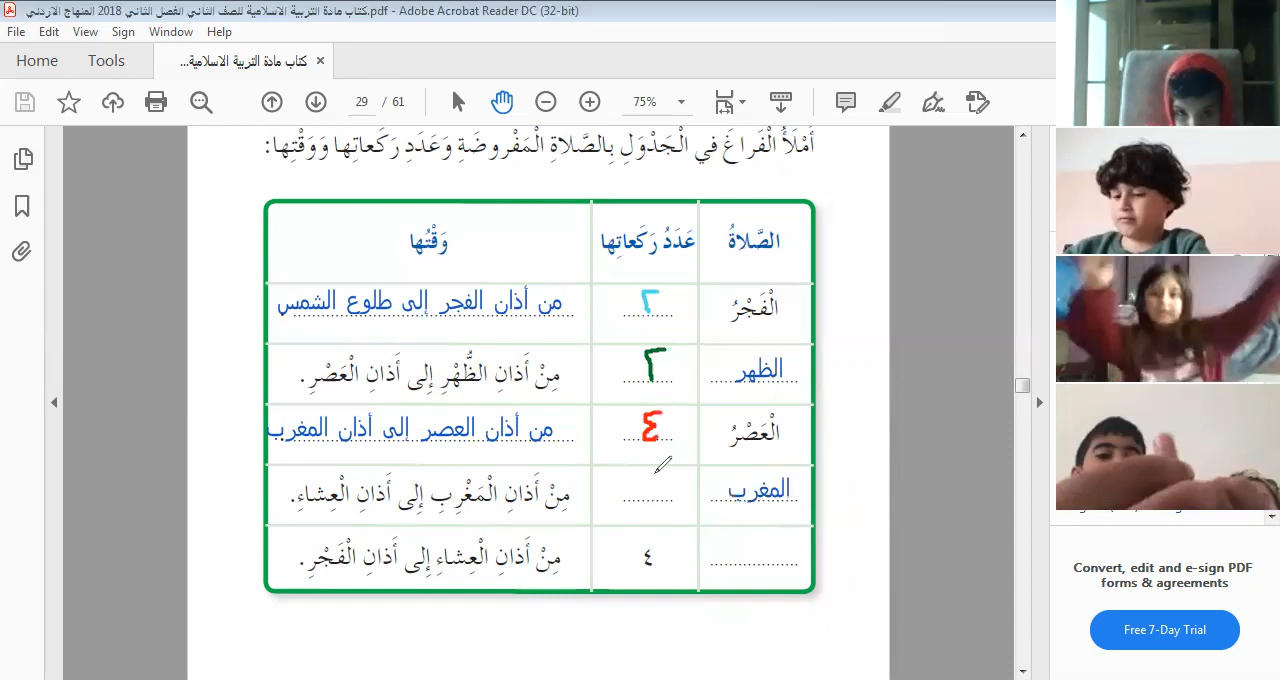 كتاب مادة التربية الاسلامية للصف الثاني الفصل الثاني 2018 المنهاج الاردني.pdf - Adobe Acrobat Reader DC (32-bit)
File Edit View Sign Window Help
Home Tools كتاب مادة التربية الاسلامية... ×
29 / 61 75%
أَمْلَأُ الْفَراغَ في الْجَدْوَلِ بِالصَّلاةِ الْمَفْروضَةِ وَعَدَدِ رَكَعاتِها وَوَقْتِها:
الصَّلاةُ عَدَدُ رَكَعاتِها وَقْتُها
الْفَجْرُ ٢ من أذان الفجر إلى طلوع الشمس
الظهر ٢ مِنْ أَذانِ الظُّهْرِ إِلى أَذانِ الْعَصْرِ.
الْعَصْرُ ٤ من أذان العصر إلى أذان المغرب
المغرب مِنْ أَذانِ الْمَغْرِبِ إِلى أَذانِ الْعِشاءِ.
٤ مِنْ أَذانِ الْعِشاءِ إِلى أَذانِ الْفَجْرِ.
Convert, edit and e-sign PDF
forms & agreements
Free 7-Day Trial